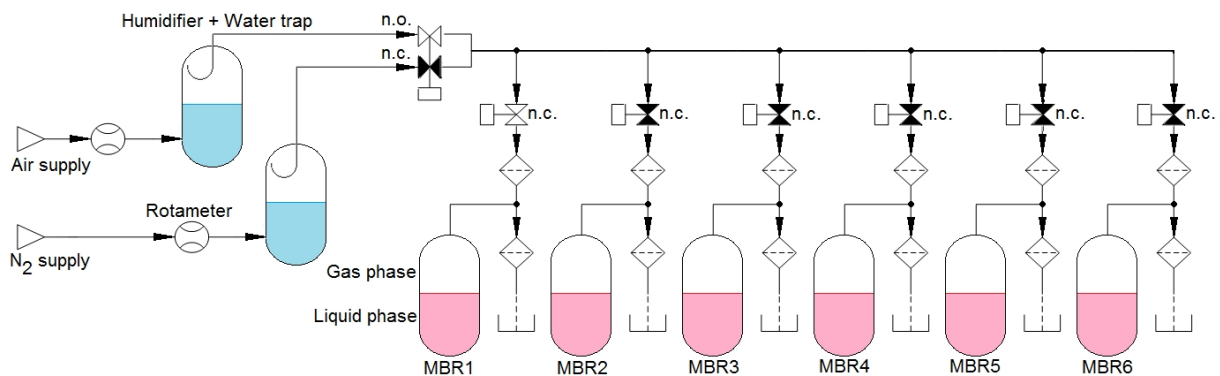 Humidifier + Water trap
n.o.
n.c.
n.c.
n.c.
n.c.
n.c.
n.c.
n.c.
Air supply
Rotameter
N₂ supply
Gas phase
Liquid phase
MBR1
MBR2
MBR3
MBR4
MBR5
MBR6